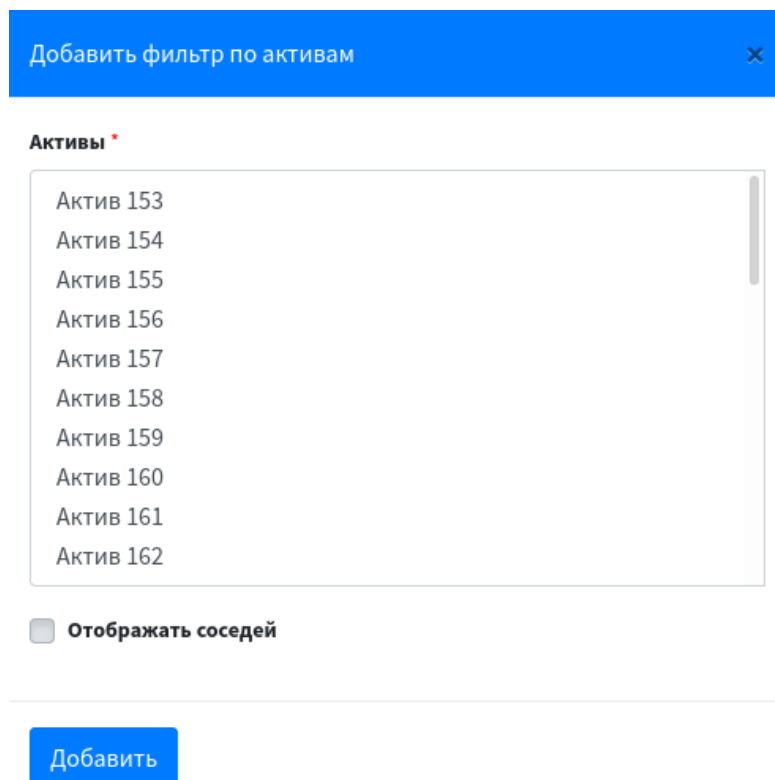 Добавить фильтр по активам ×
Активы *
Актив 153
Актив 154
Актив 155
Актив 156
Актив 157
Актив 158
Актив 159
Актив 160
Актив 161
Актив 162
Отображать соседей
Добавить